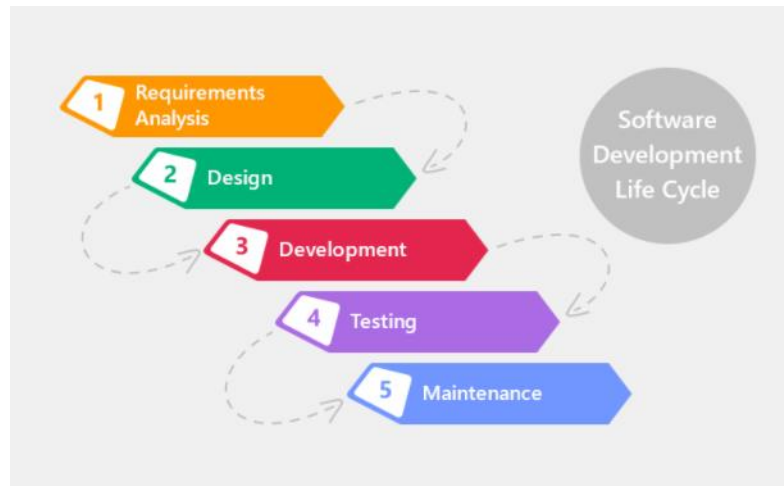 1
Requirements
Analysis
Software
Development
Life Cycle
2
Design
3
Development
4
Testing
5
Maintenance